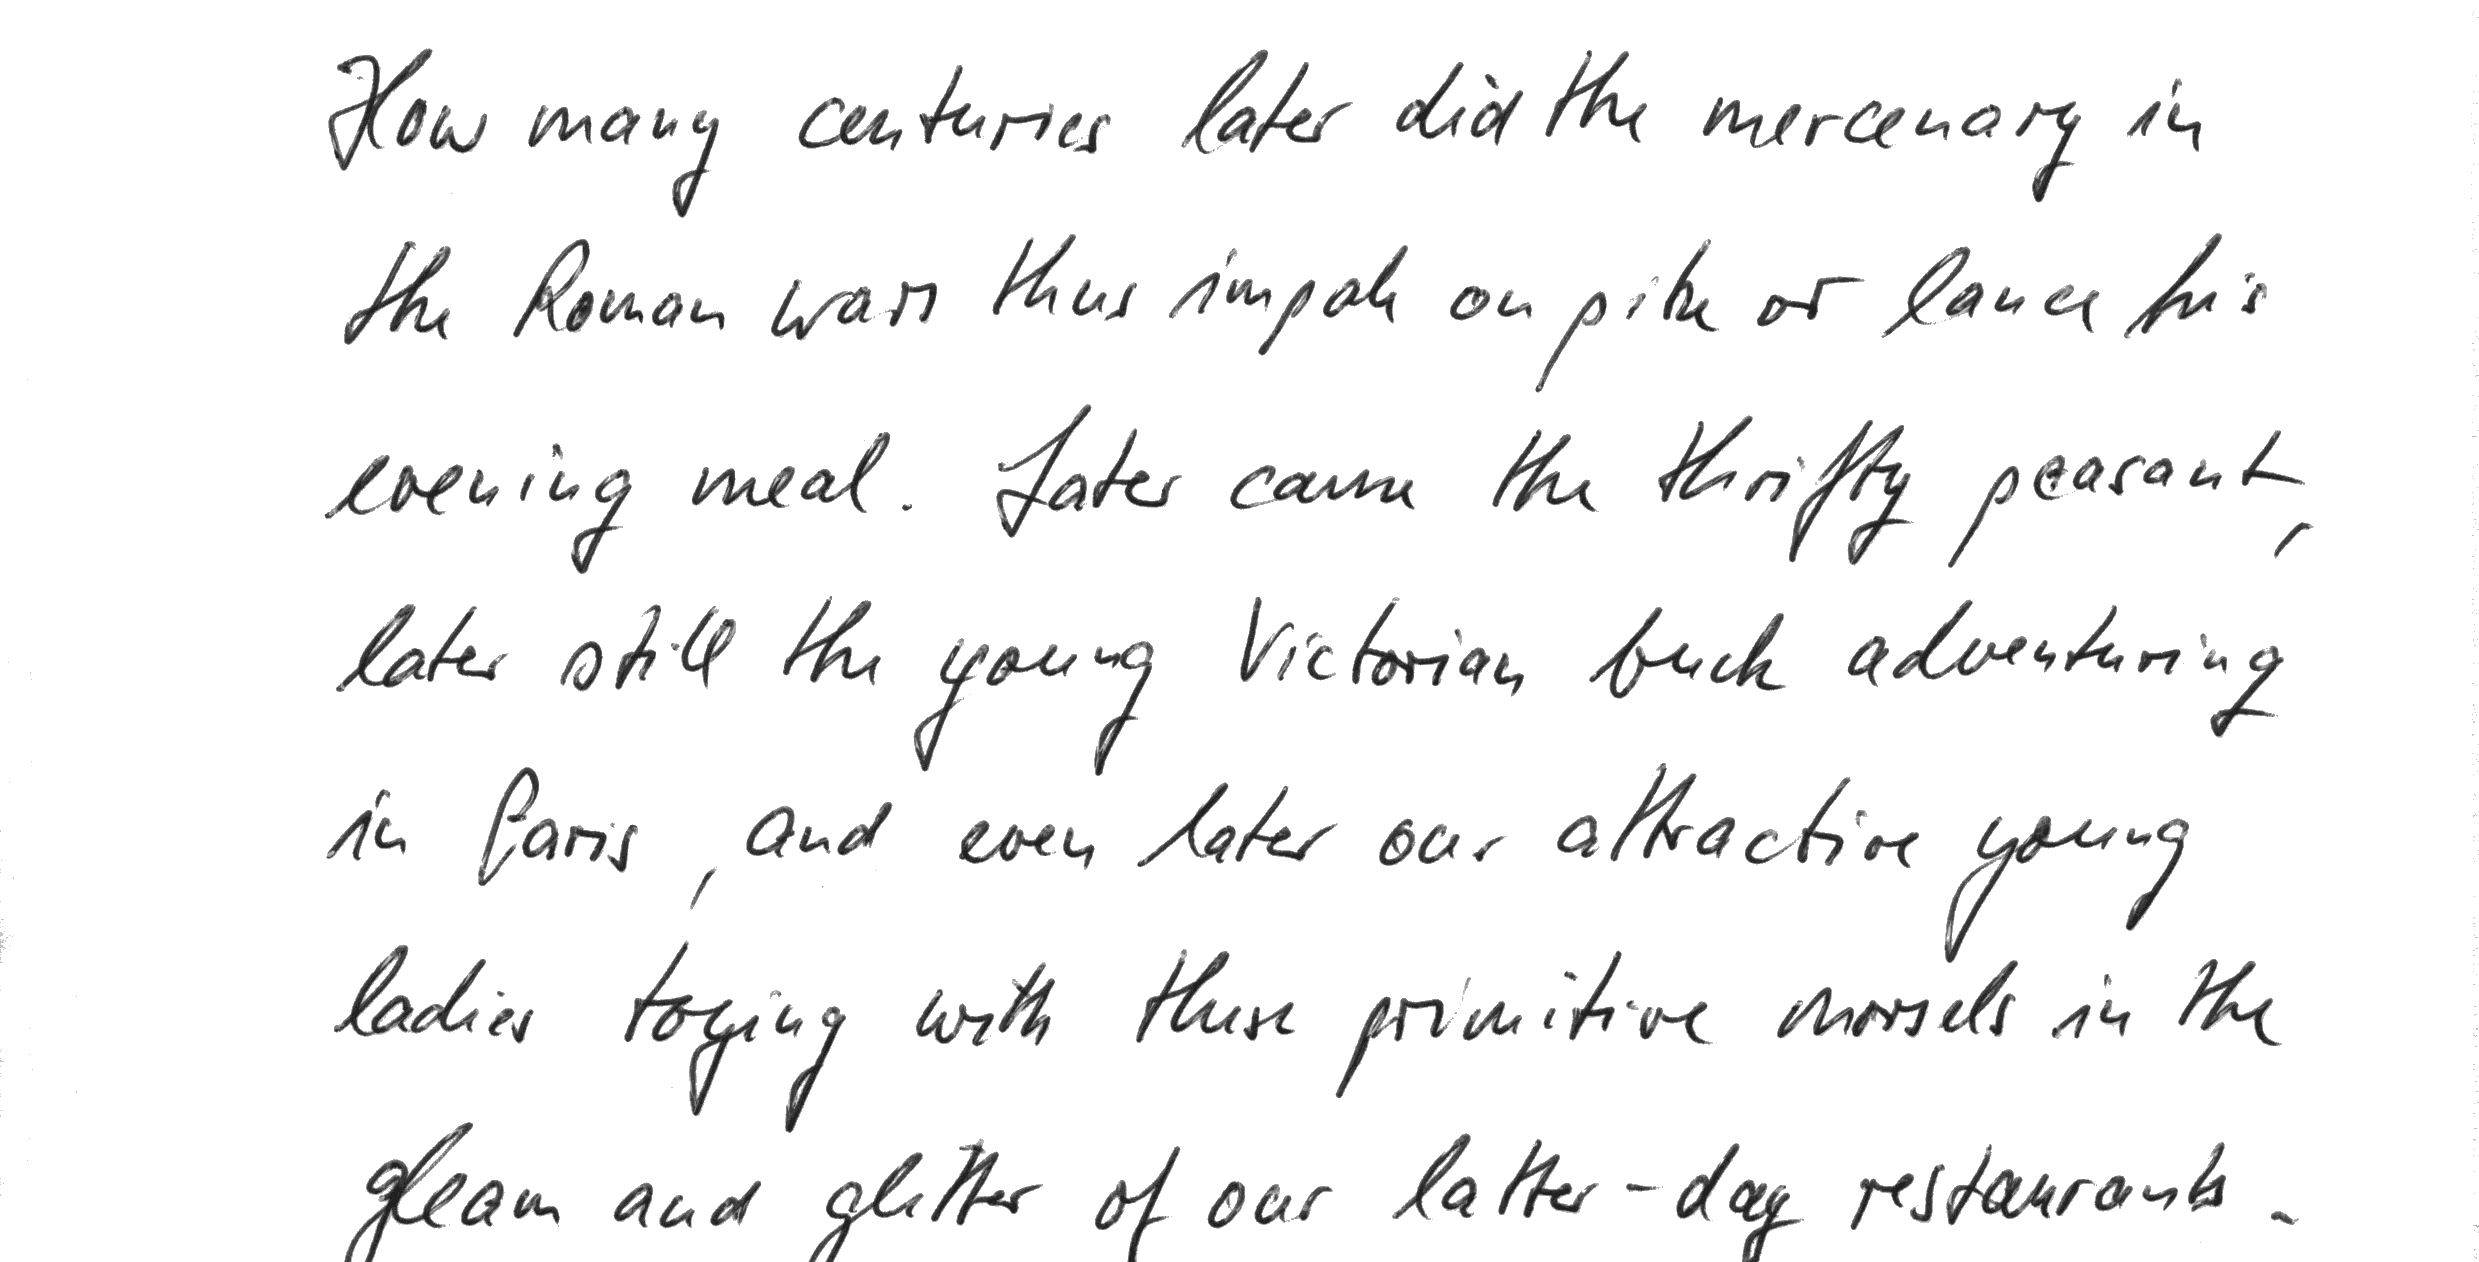 How many centuries later did the mercenary in
the Roman wars thus impale on pike or lance his
evening meal. Later came the thrifty peasant,
later still the young Victorian buck adventuring
in Paris, and even later our attractive young
ladies toying with these primitive morsels in the
gleam and glitter of our latter-day restaurants.